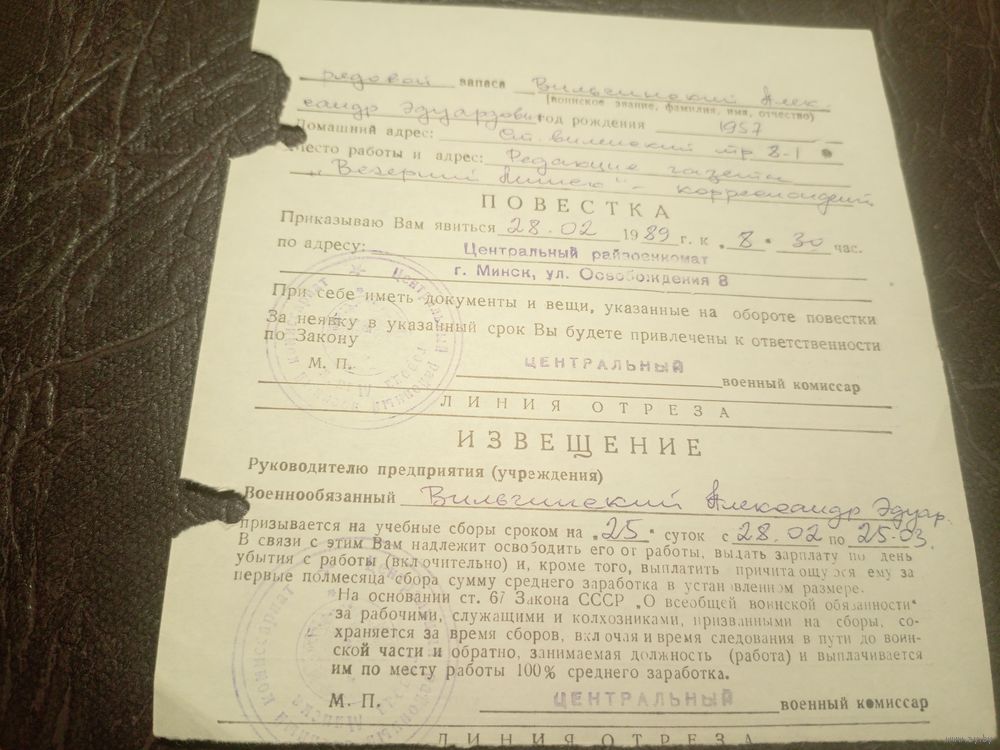 рядовой запаса Вильчинский Алек-
(воинское звание, фамилия, имя, отчество)
сандр Эдуардович год рождения 1957
Домашний адрес: 8-1
Место работы и адрес: Редакция газеты
"Вечерний Минск" - корреспондент
ПОВЕСТКА
Приказываю Вам явиться 28.02 1989 г. к 8 30 час.
по адресу: Центральный райвоенкомат
г. Минск, ул. Освобождения 8
При себе иметь документы и вещи, указанные на обороте повестки
За неявку в указанный срок Вы будете привлечены к ответственности
по Закону
М. П. ЦЕНТРАЛЬНЫЙ
военный комиссар
ЛИНИЯ ОТРЕЗА
ИЗВЕЩЕНИЕ
Руководителю предприятия (учреждения)
Военнообязанный Вильчинский Александр Эдуар.
призывается на учебные сборы сроком на 25 суток с 28.02 по 25.03.
В связи с этим Вам надлежит освободить его от работы, выдать зарплату по день
убытия с работы (включительно) и, кроме того, выплатить причитающуюся ему за
первые полмесяца сбора сумму среднего заработка в установленном размере.
На основании ст. 67 Закона СССР „О всеобщей воинской обязанности"
за рабочими, служащими и колхозниками, призванными на сборы, со-
храняется за время сборов, включая и время следования в пути до воин-
ской части и обратно, занимаемая должность (работа) и выплачивается
им по месту работы 100% среднего заработка.
М. П. ЦЕНТРАЛЬНЫЙ
военный комиссар
ЛИНИЯ ОТРЕЗА